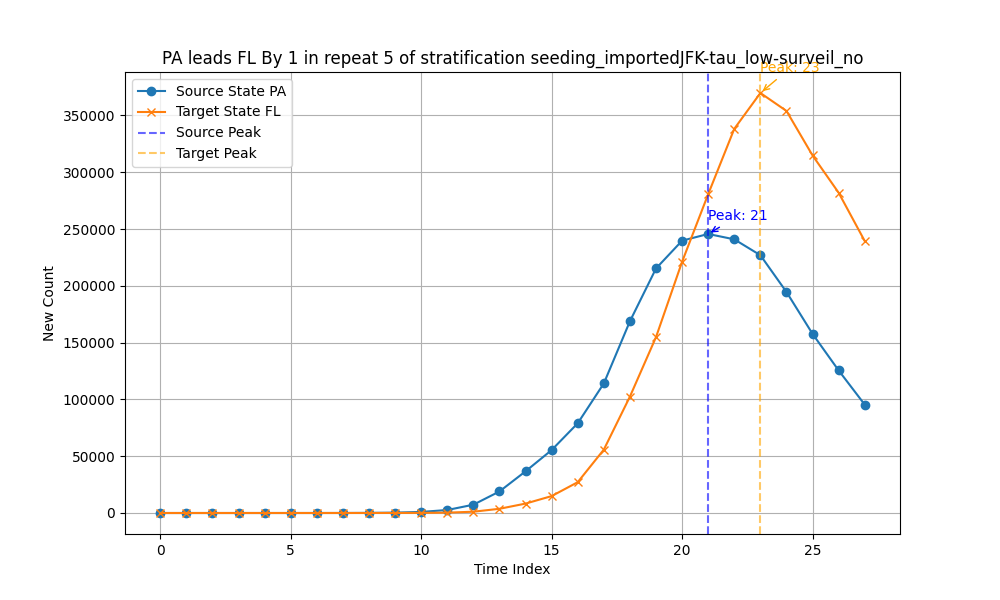 PA leads FL By 1 in repeat 5 of stratification seeding_importedJFK-tau_low-surveil_no
Peak: 23
Source State PA
Target State FL
Source Peak
Target Peak
Peak: 21
350000
300000
250000
200000
150000
100000
50000
0
New Count
0 5 10 15 20 25
Time Index